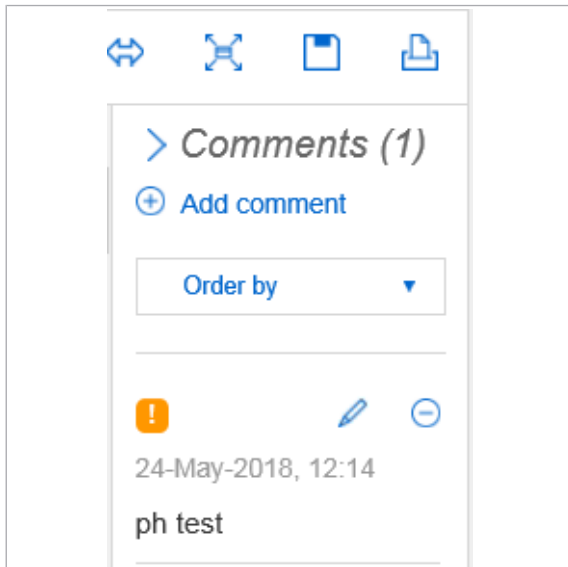 Comments (1)
Add comment
Order by
24-May-2018, 12:14
ph test